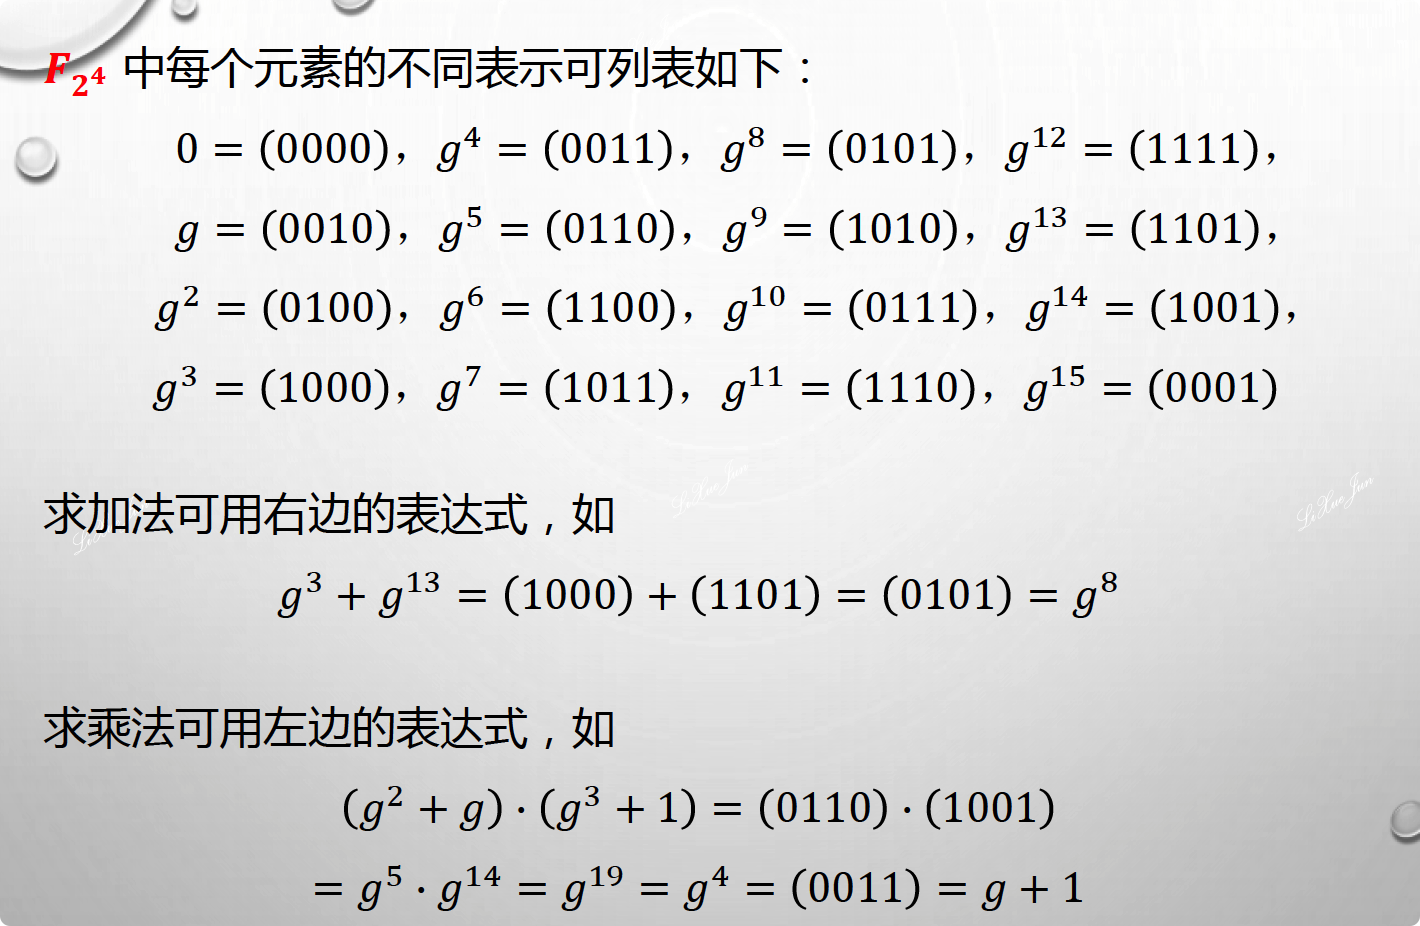 F_{2^4} 中每个元素的不同表示可列表如下：
0 = (0000)，g^4 = (0011)，g^8 = (0101)，g^{12} = (1111)，
g = (0010)，g^5 = (0110)，g^9 = (1010)，g^{13} = (1101)，
g^2 = (0100)，g^6 = (1100)，g^{10} = (0111)，g^{14} = (1001)，
g^3 = (1000)，g^7 = (1011)，g^{11} = (1110)，g^{15} = (0001)
LiXueJun
LiXueJun
求加法可用右边的表达式，如
g^3 + g^{13} = (1000) + (1101) = (0101) = g^8
求乘法可用左边的表达式，如
(g^2 + g) · (g^3 + 1) = (0110) · (1001)
= g^5 · g^{14} = g^{19} = g^4 = (0011) = g + 1